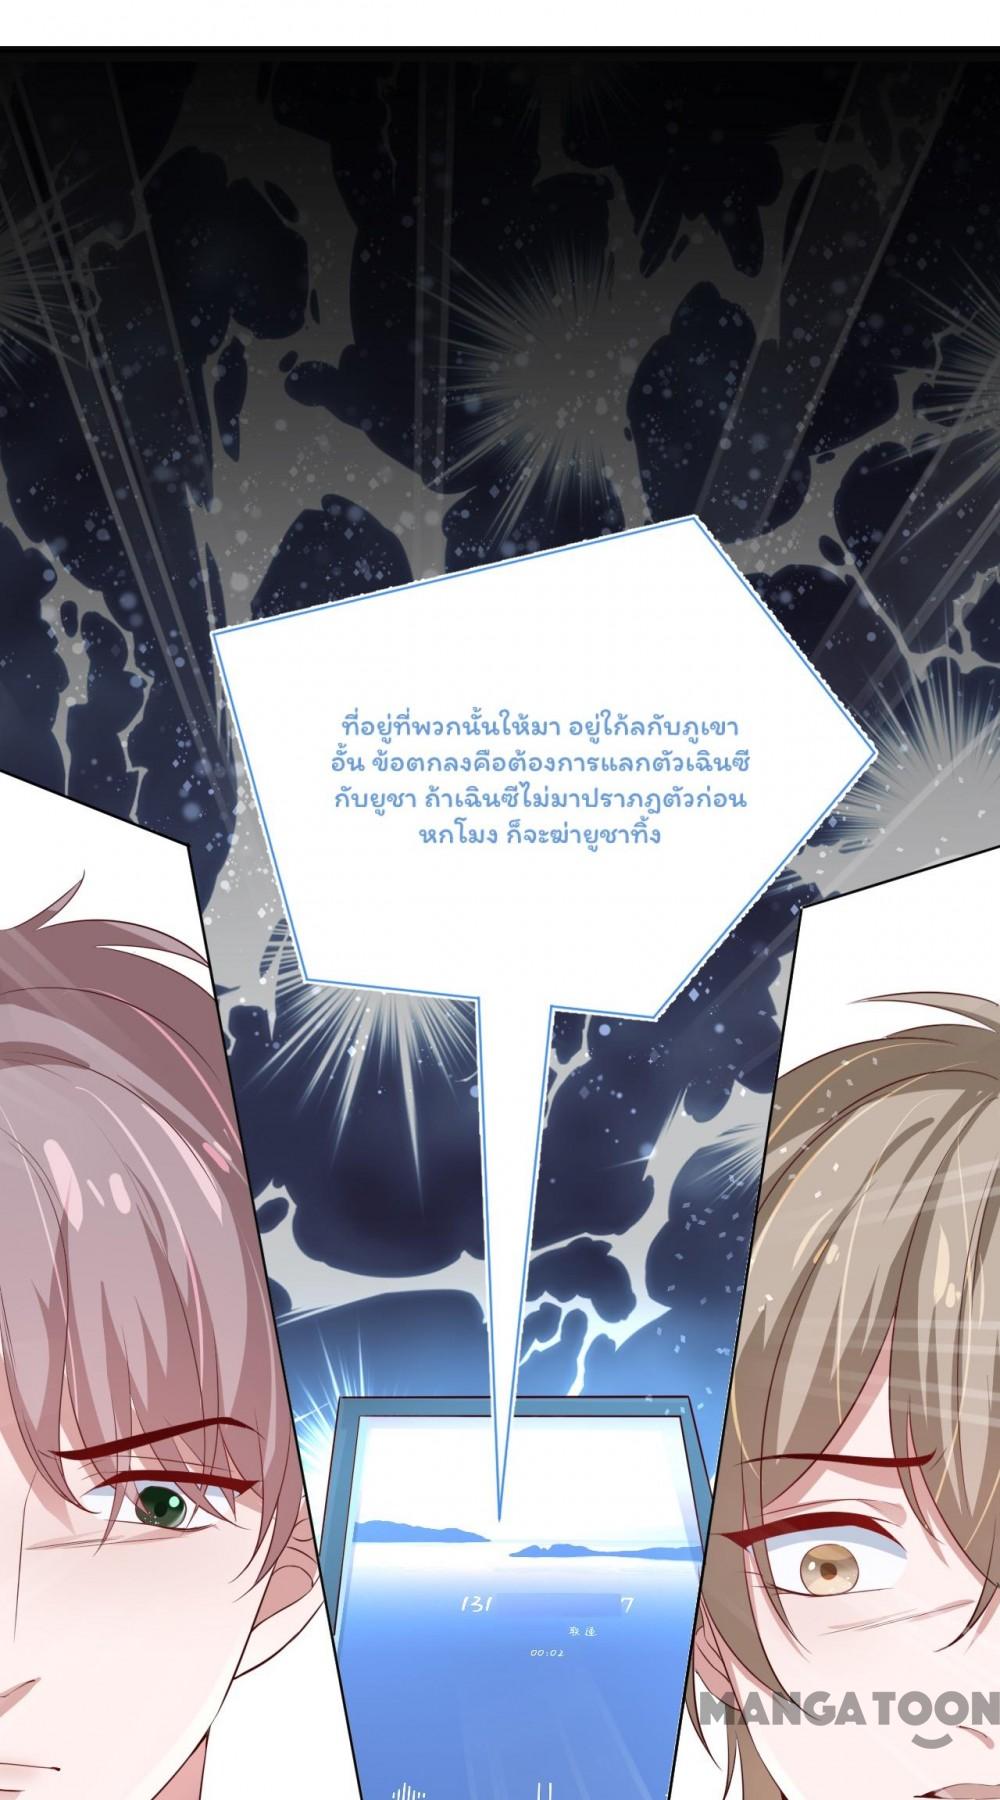 ที่อยู่ที่พวกนั้นให้มา อยู่ใก้ลกับภูเขา
อั้น ข้อตกลงคือต้องการแลกตัวเฉินซี
กับยูชา ถ้าเฉินซีไม่มาปรากฎตัวก่อน
หกโมง ก็จะฆ่ายูชาทิ้ง
131 7
00:02
MANGATOON